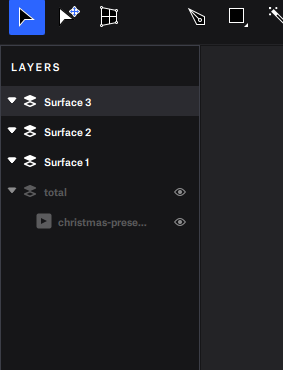 LAYERS
Surface 3
Surface 2
Surface 1
total
christmas-prese...